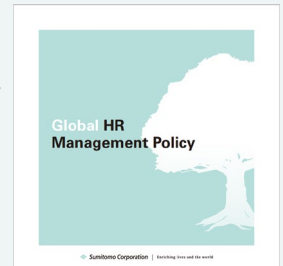 Global HR
Management Policy
Sumitomo Corporation | Enriching lives and the world